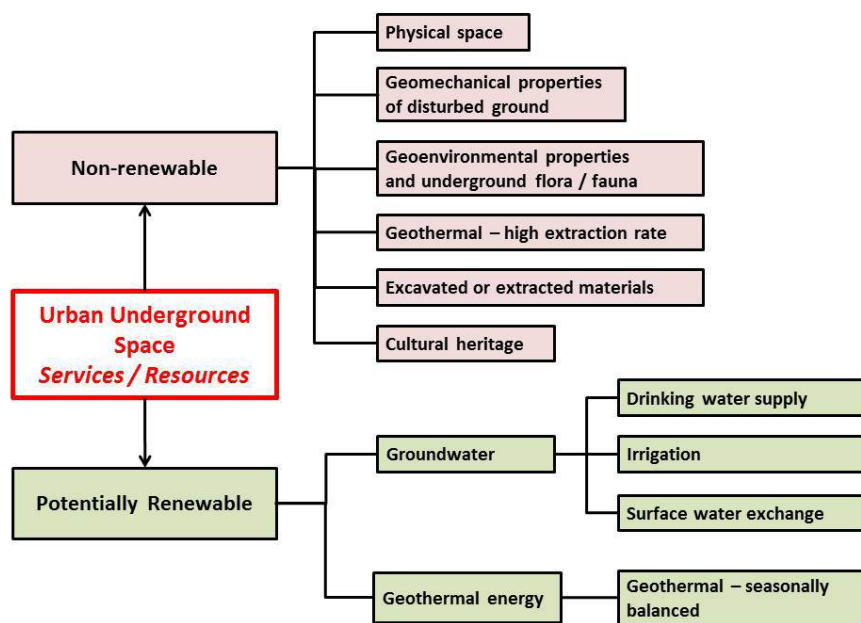 Physical space
Geomechanical properties
of disturbed ground
Non-renewable
Geoenvironmental properties
and underground flora / fauna
Geothermal – high extraction rate
Excavated or extracted materials
Cultural heritage
Urban Underground
Space
Services / Resources
Potentially Renewable
Groundwater
Drinking water supply
Irrigation
Surface water exchange
Geothermal energy
Geothermal – seasonally
balanced